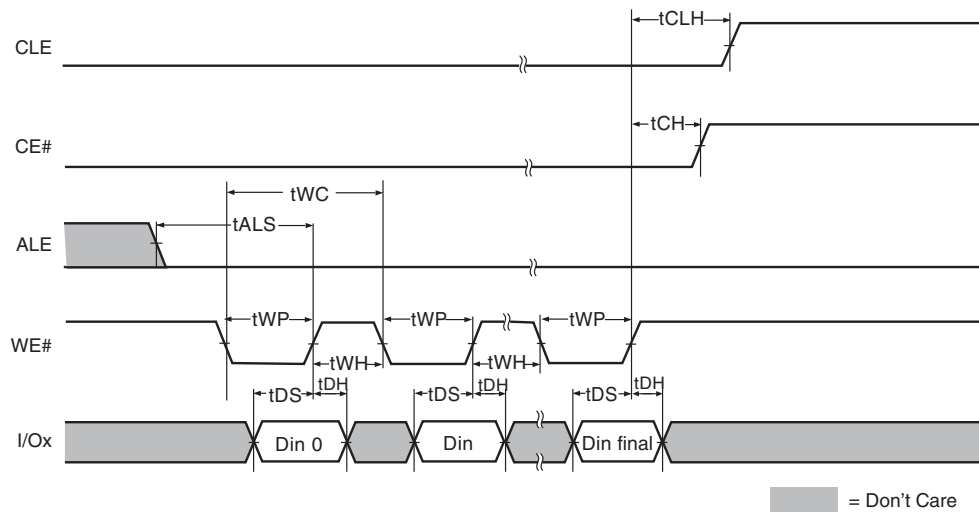 tCLH
CLE
tCH
CE#
tWC
tALS
ALE
tWP
tWP
tWP
WE#
tWH
tWH
tDS
tDH
tDS
tDH
tDS
tDH
I/Ox
Din 0
Din
Din final
= Don't Care